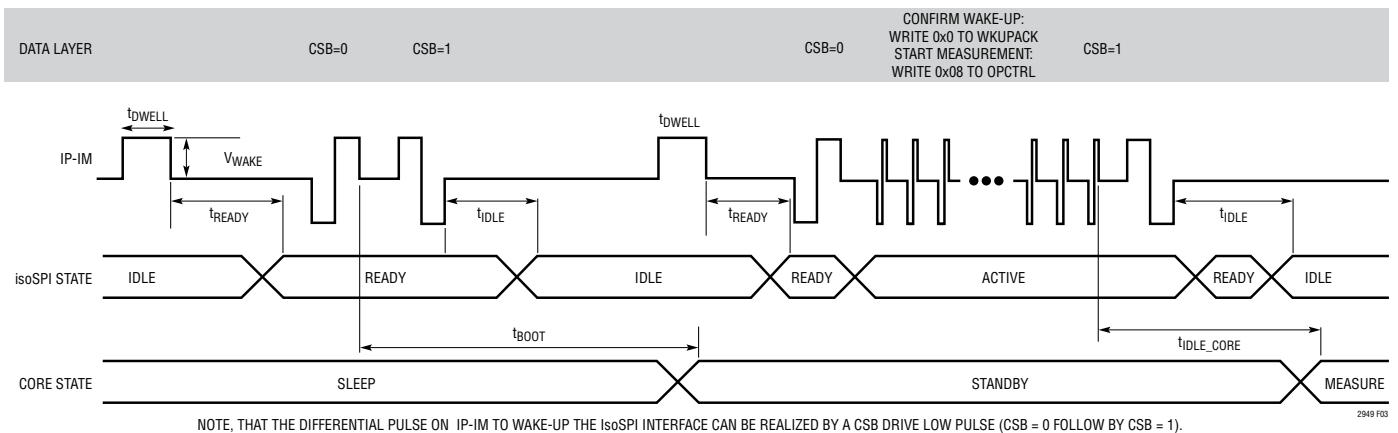 CONFIRM WAKE-UP:
WRITE 0x0 TO WKUPACK
START MEASUREMENT:
WRITE 0x08 TO OPCTRL
DATA LAYER
CSB=0
CSB=1
CSB=0
CSB=1
tDWELL
tDWELL
IP-IM
VWAKE
tREADY
tIDLE
tREADY
tIDLE
isoSPI STATE
IDLE
READY
IDLE
READY
ACTIVE
READY
IDLE
tBOOT
tIDLE_CORE
CORE STATE
SLEEP
STANDBY
MEASURE
2949 F03
NOTE, THAT THE DIFFERENTIAL PULSE ON IP-IM TO WAKE-UP THE IsoSPI INTERFACE CAN BE REALIZED BY A CSB DRIVE LOW PULSE (CSB = 0 FOLLOW BY CSB = 1).